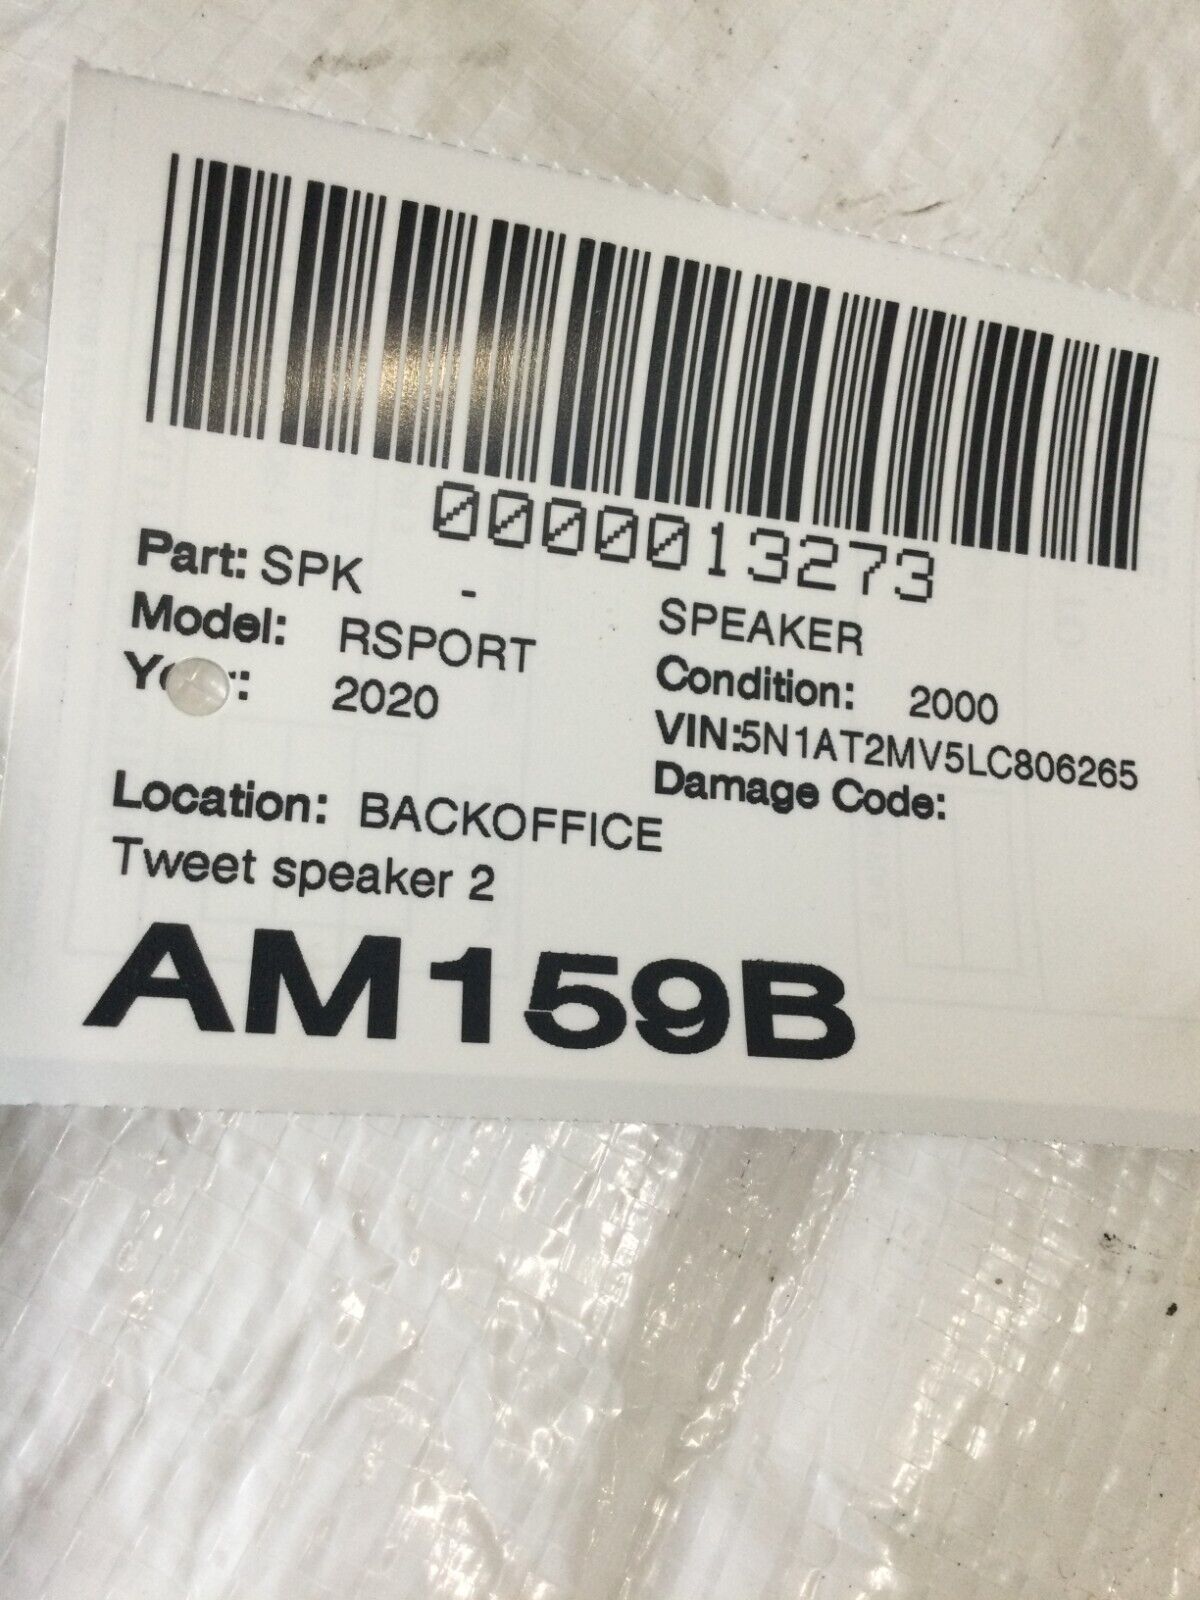 0000013273
Part: SPK - SPEAKER
Model: RSPORT Condition: 2000
2020 VIN:5N1AT2MV5LC806265
Damage Code:
Location: BACKOFFICE
Tweet speaker 2
AM159B